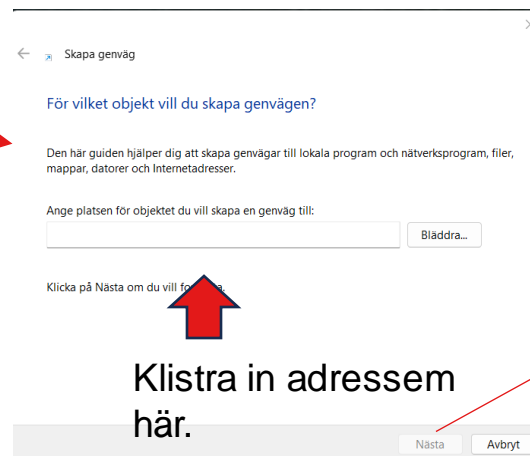 Skapa genväg
För vilket objekt vill du skapa genvägen?
Den här guiden hjälper dig att skapa genvägar till lokala program och nätverksprogram, filer,
mappar, datorer och Internetadresser.
Ange platsen för objektet du vill skapa en genväg till:
Bläddra...
Klicka på Nästa om du vill
Klistra in adressem
här.
Nästa
Avbryt